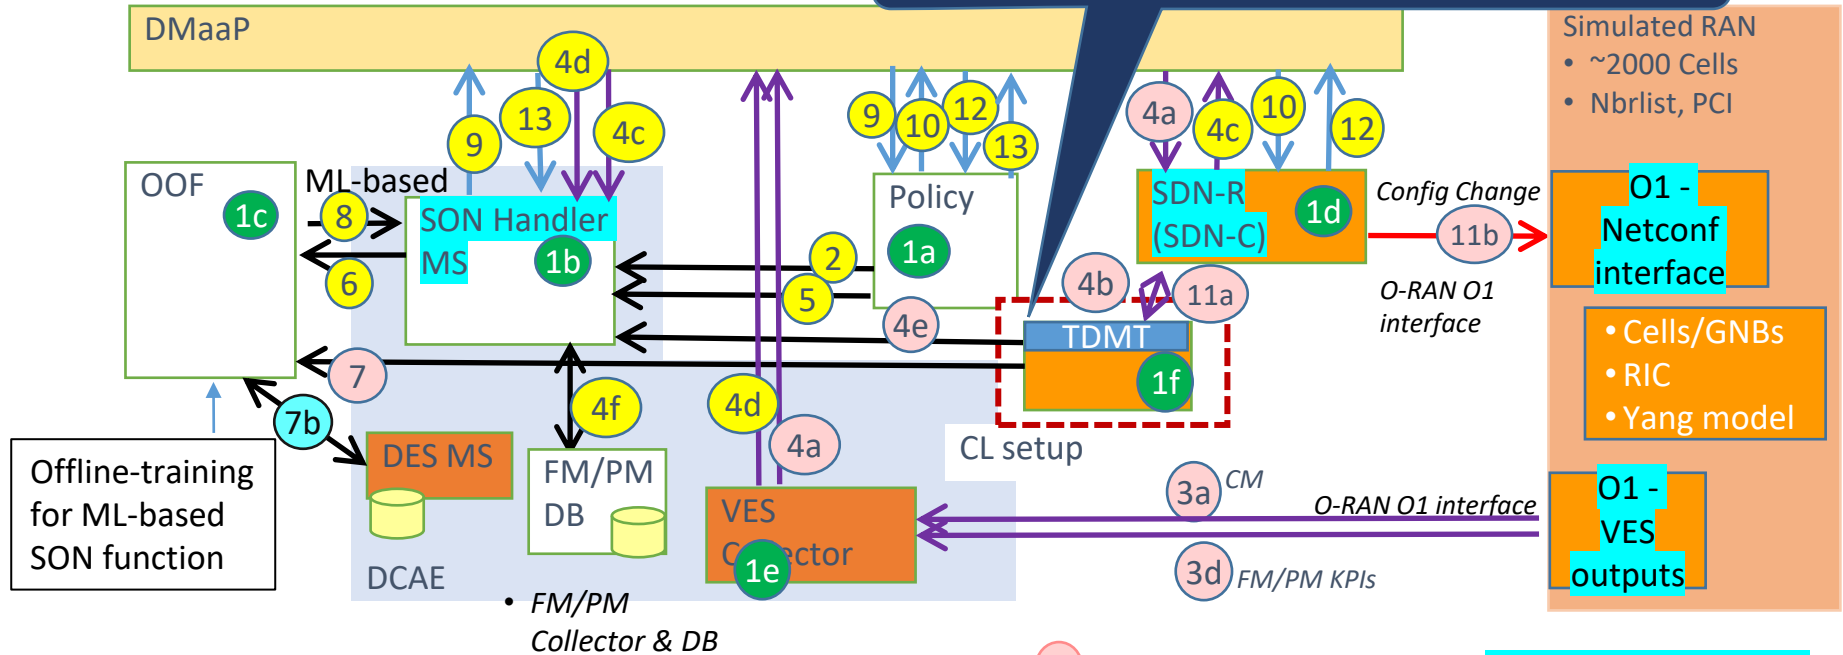 DMaaP
Simulated RAN
• ~2000 Cells
• Nbrlist, PCI
4d
9
13
4c
9
10
12
13
4a
4c
10
12
OOF
1c
ML-based
8
6
SON Handler
MS
1b
2
5
Policy
1a
4e
SDN-R
(SDN-C)
1d
Config Change
11b
O-RAN O1
interface
O1 -
Netconf
interface
4b
11a
TDMT
1f
• Cells/GNBs
• RIC
• Yang model
7
7b
4f
4d
4a
CL setup
Offline-training
for ML-based
SON function
DES MS
FM/PM
DB
VES
Collector
1e
DCAE
3a
CM
O-RAN O1 interface
3d
FM/PM KPIs
O1 -
VES
outputs
• FM/PM
Collector & DB